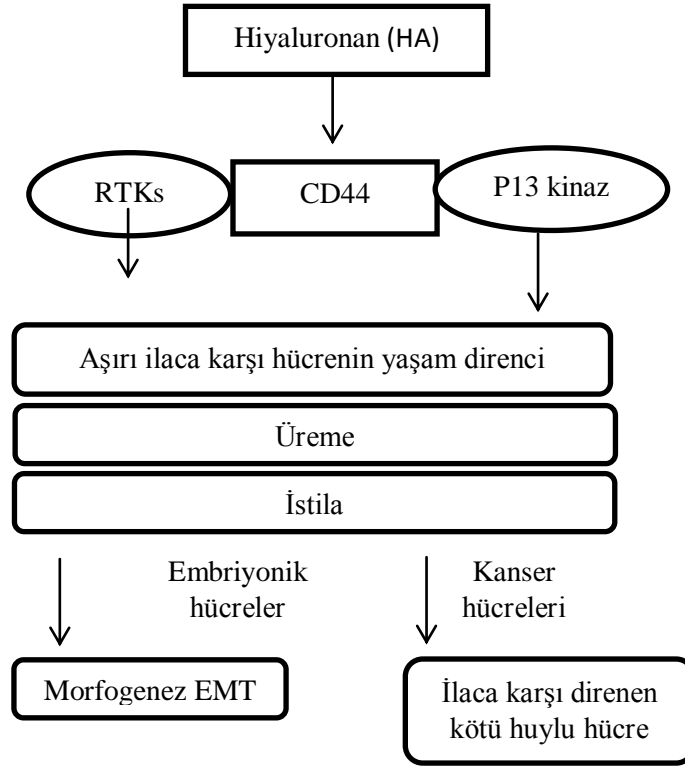 Hiyaluronan (HA)
RTKs
CD44
P13 kinaz
Aşırı ilaca karşı hücrenin yaşam direnci
Üreme
İstila
Embriyonik
hücreler
Kanser
hücreleri
Morfogenez EMT
İlaca karşı direnen
kötü huylu hücre